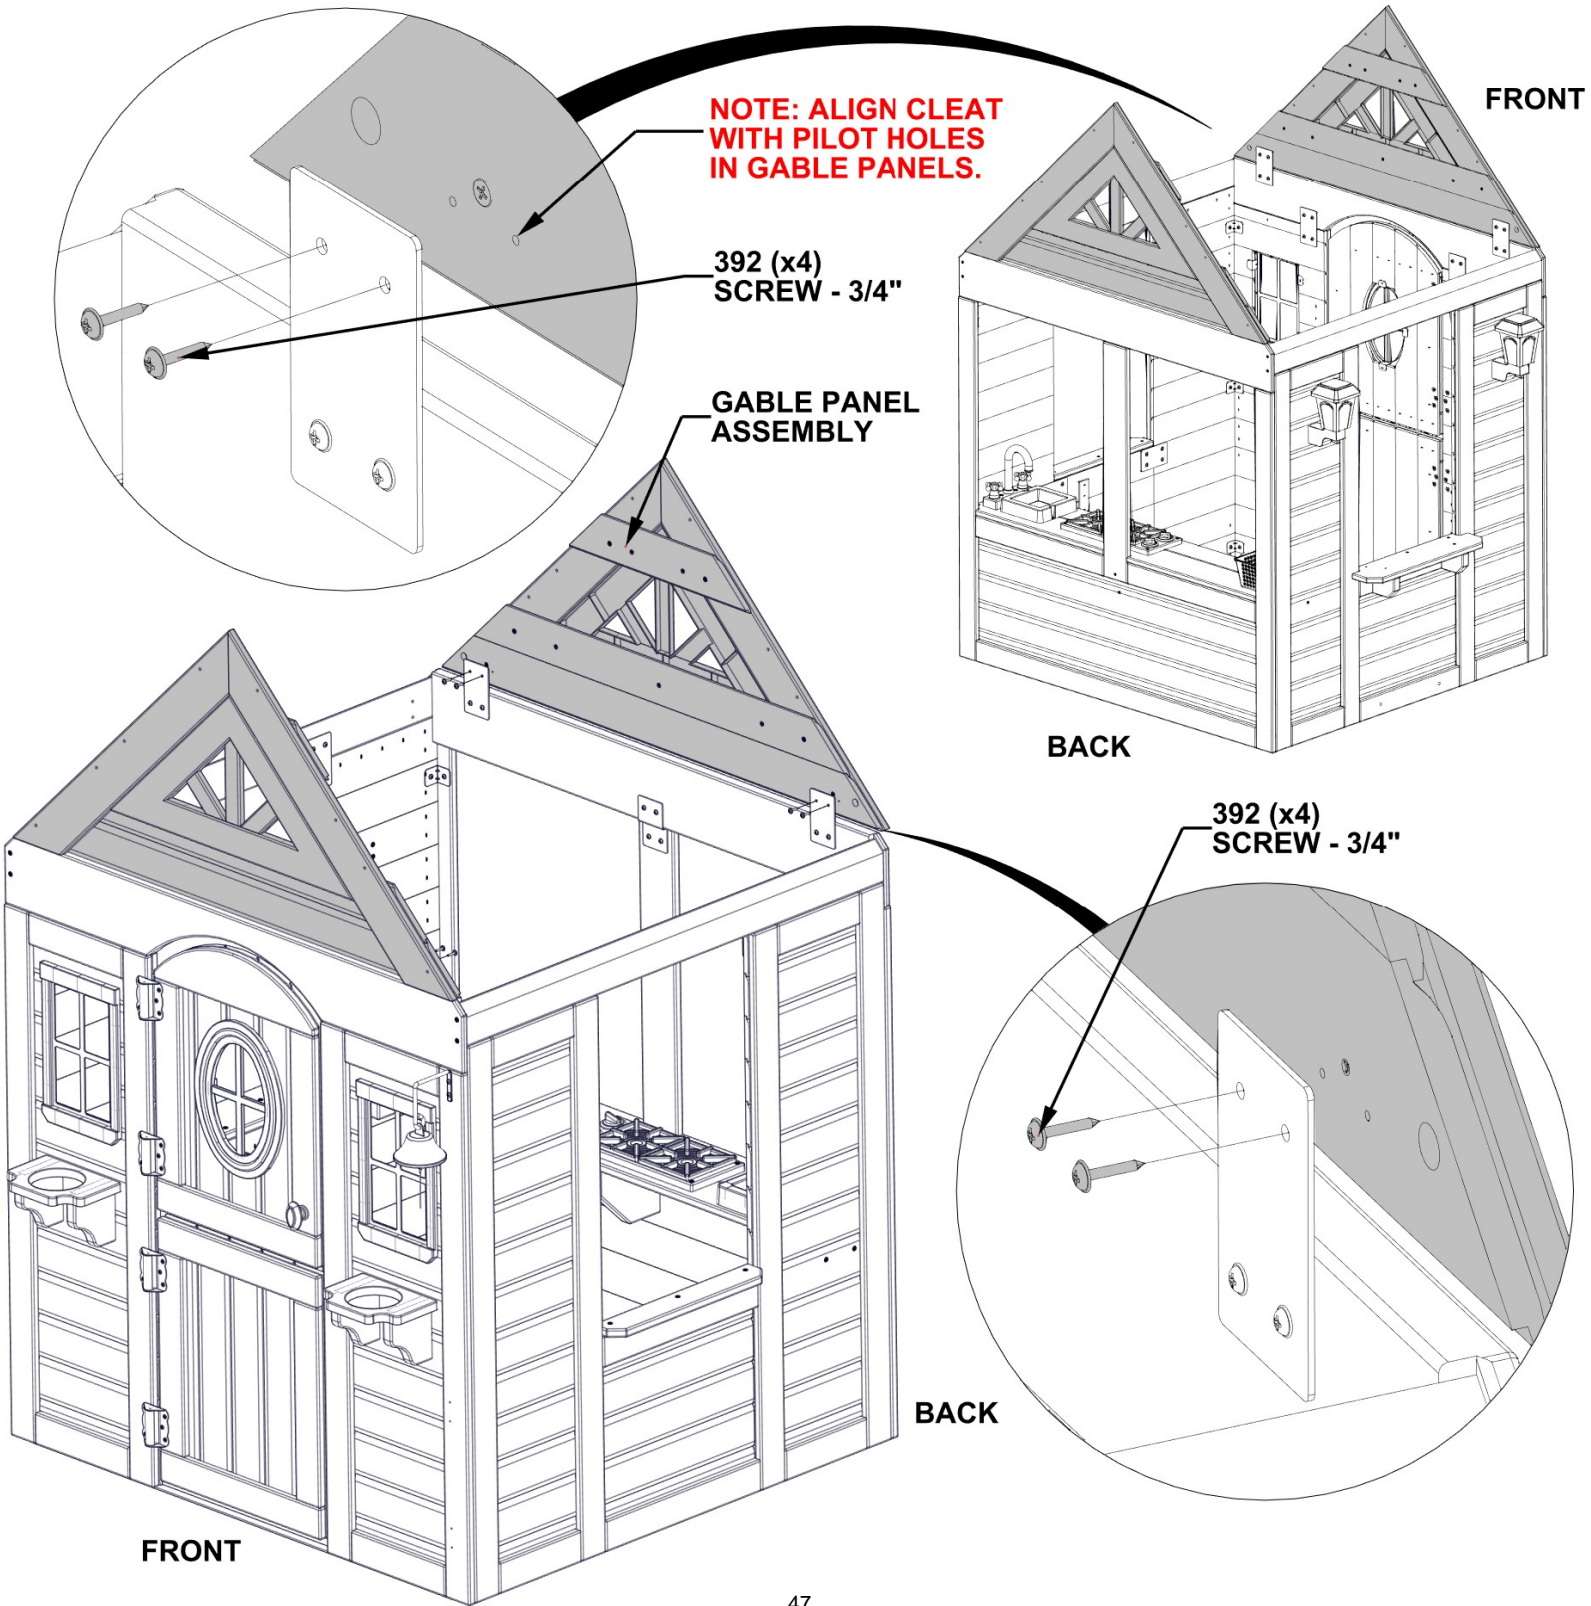 NOTE: ALIGN CLEAT
WITH PILOT HOLES
IN GABLE PANELS.
FRONT
392 (x4)
SCREW - 3/4"
GABLE PANEL
ASSEMBLY
BACK
392 (x4)
SCREW - 3/4"
BACK
FRONT
47